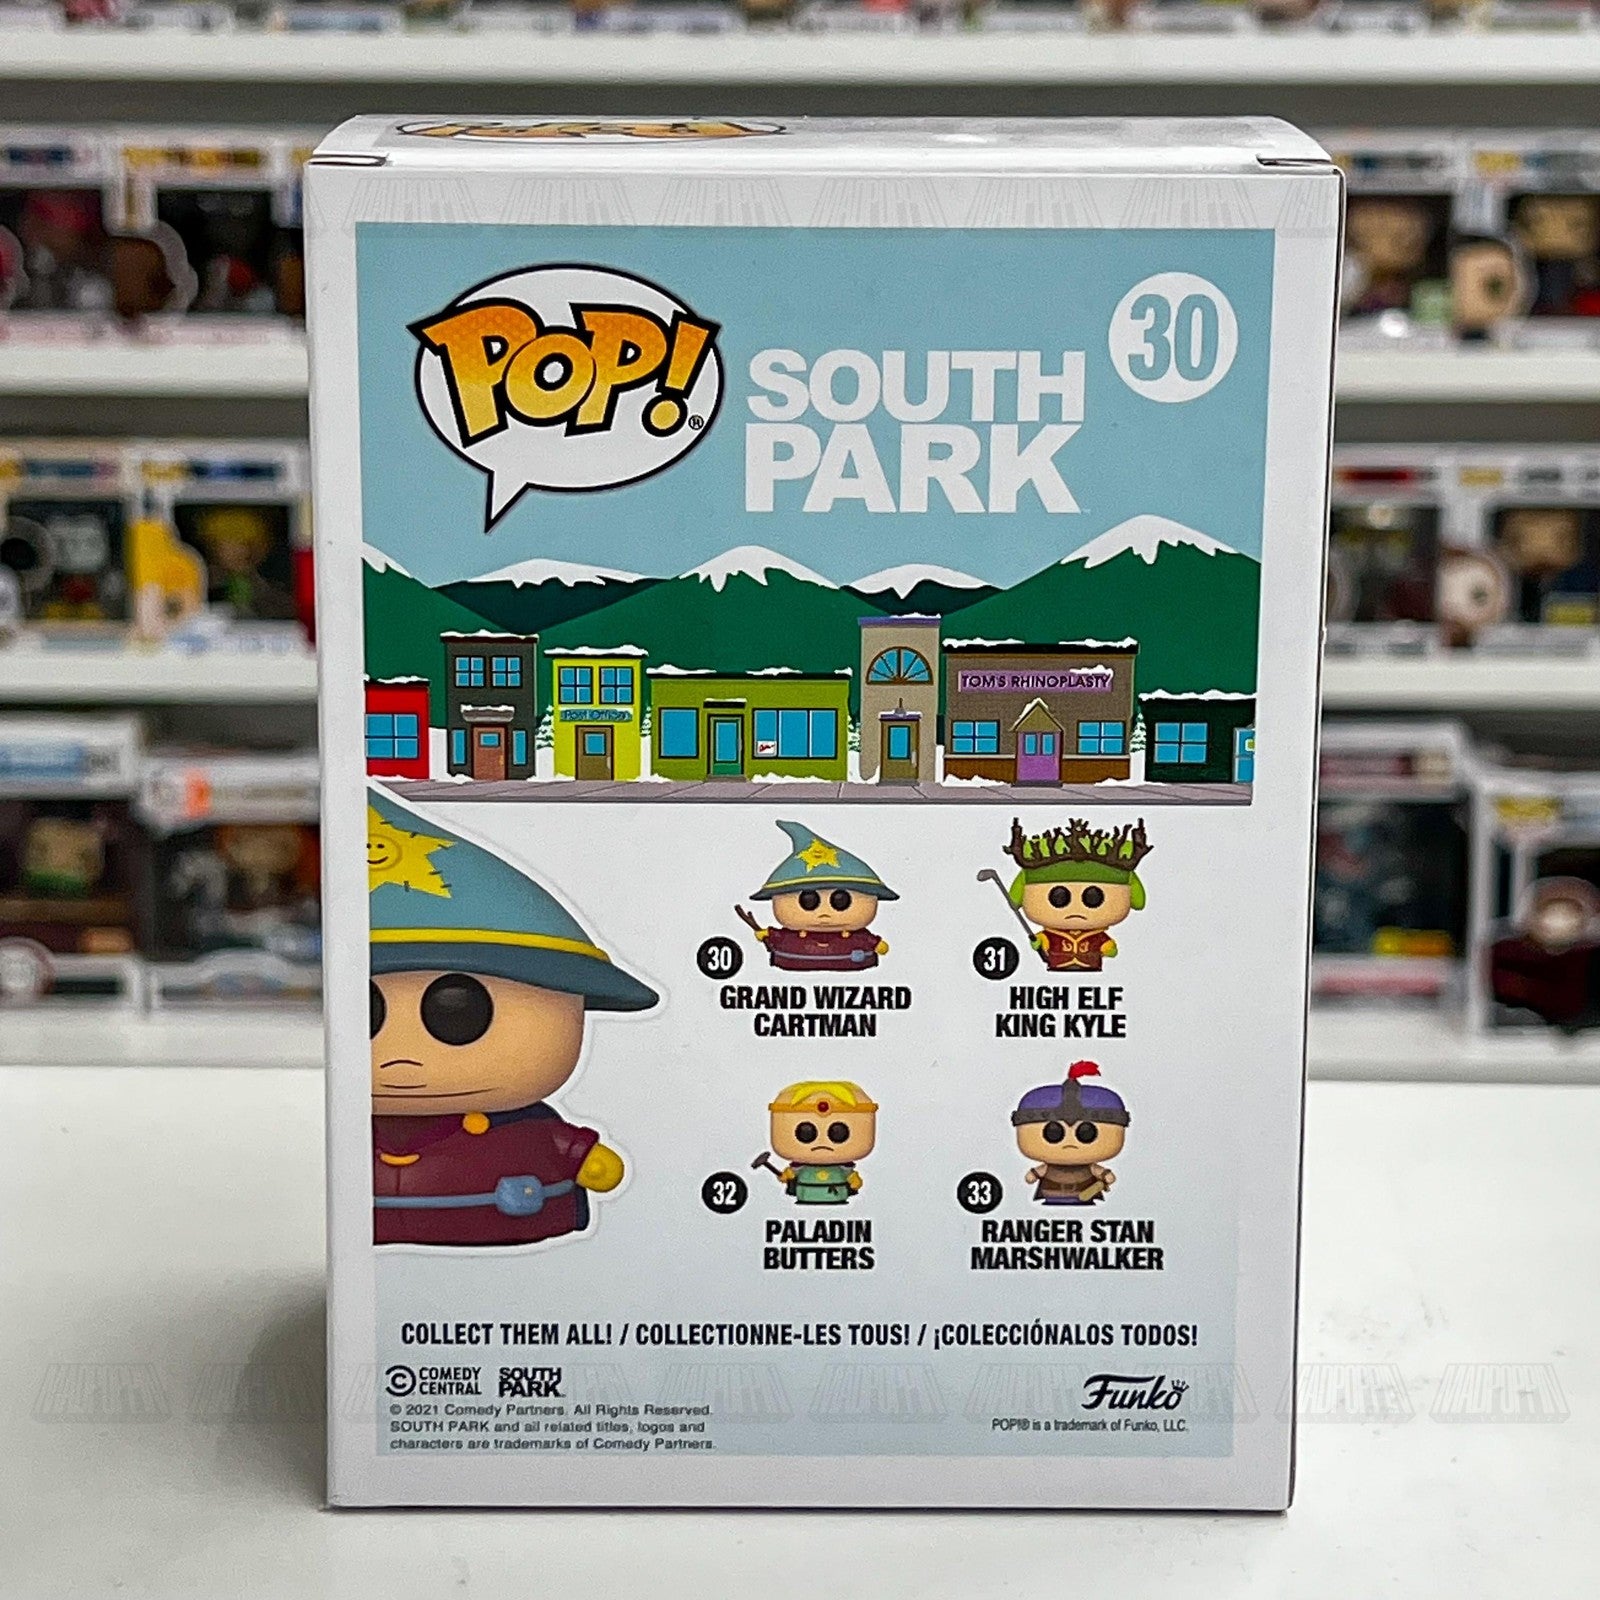 POP!®
SOUTH
PARK
30
TOM'S RHINOPLASTY
POST OFFICE
30
GRAND WIZARD
CARTMAN
31
HIGH ELF
KING KYLE
32
PALADIN
BUTTERS
33
RANGER STAN
MARSHWALKER
COLLECT THEM ALL! / COLLECTIONNE-LES TOUS! / ¡COLECCIÓNALOS TODOS!
COMEDY
CENTRAL
SOUTH
PARK
© 2021 Comedy Partners. All Rights Reserved.
SOUTH PARK and all related titles, logos and
characters are trademarks of Comedy Partners.
Funko
POP!® is a trademark of Funko, LLC.